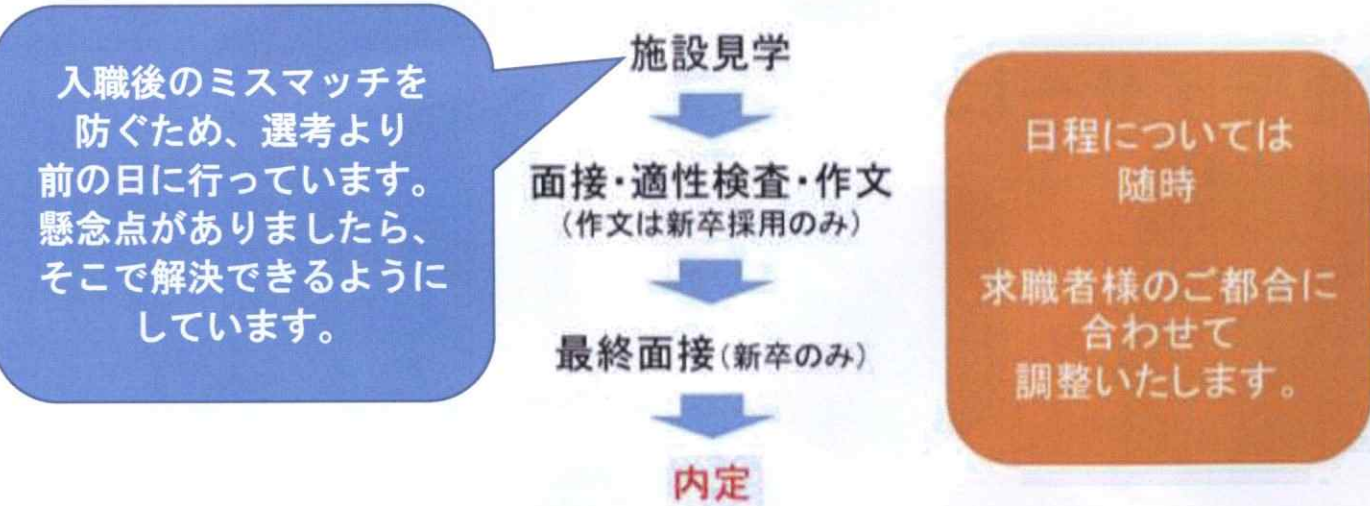 入職後のミスマッチを
防ぐため、選考より
前の日に行っています。
懸念点がありましたら、
そこで解決できるように
しています。
施設見学
面接・適性検査・作文
(作文は新卒採用のみ)
最終面接(新卒のみ)
内定
日程については
随時
求職者様のご都合に
合わせて
調整いたします。